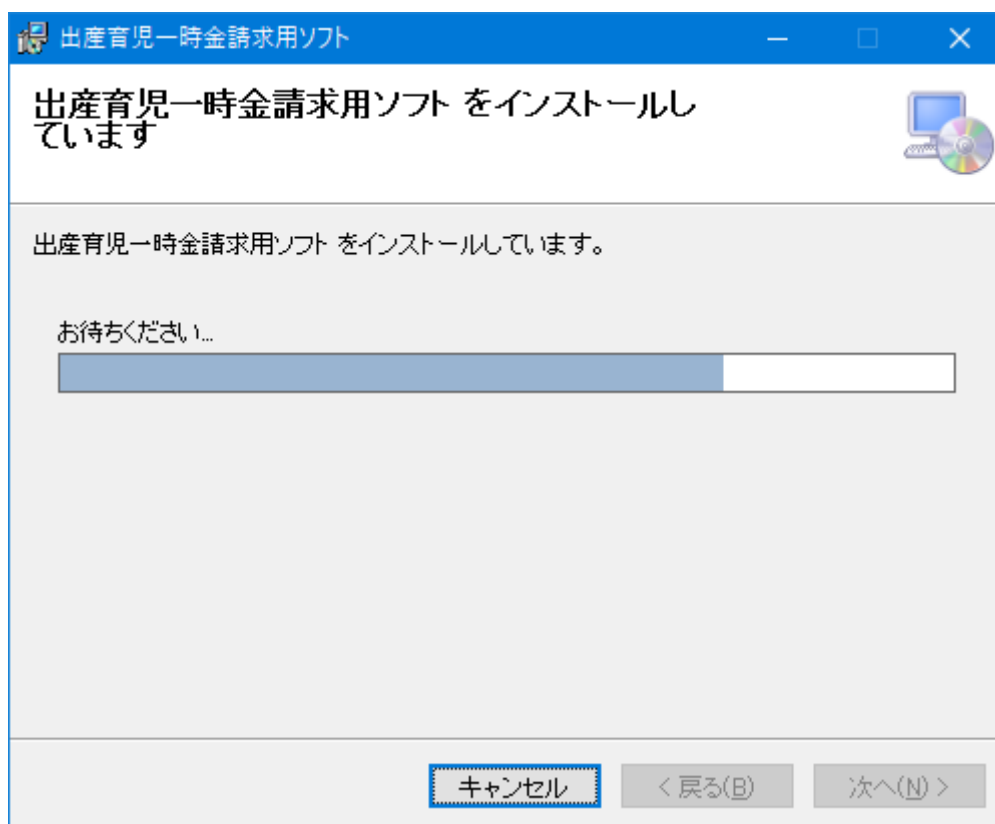 出産育児一時金請求用ソフト
出産育児一時金請求用ソフト をインストールし
ています
出産育児一時金請求用ソフト をインストールしています。
お待ちください...
キャンセル
< 戻る(B)
次へ(N) >